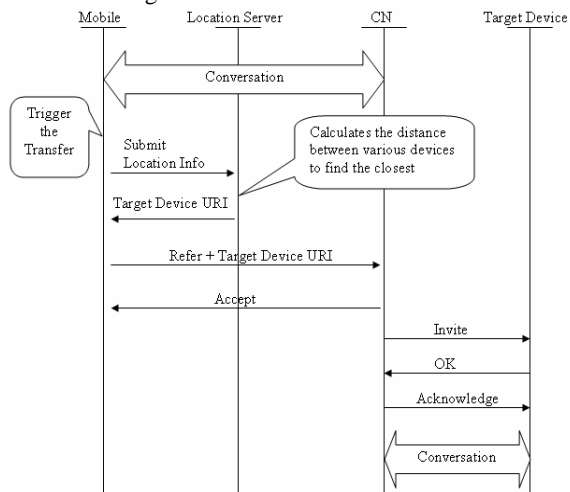 Mobile
Location Server
CN
Target Device
Conversation
Trigger
the
Transfer
Calculates the distance
between various devices
to find the closest
Submit
Location Info
Target Device URI
Refer + Target Device URI
Accept
Invite
OK
Acknowledge
Conversation